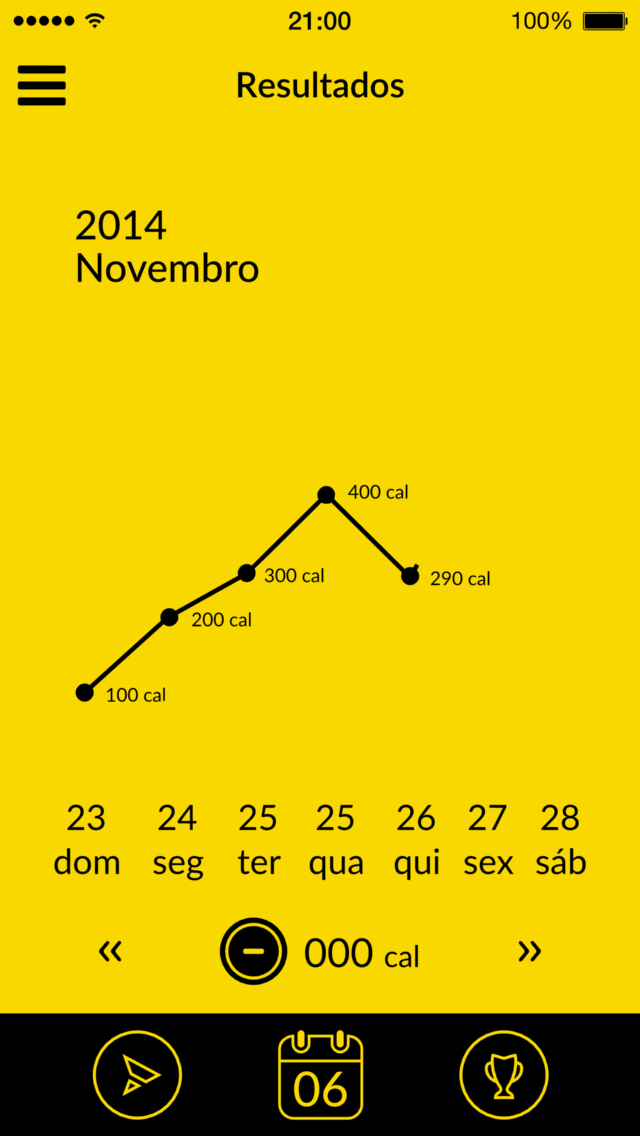 21:00 100%
Resultados
2014
Novembro
400 cal
300 cal
290 cal
200 cal
100 cal
23 24 25 25 26 27 28
dom seg ter qua qui sex sáb
« 000 cal »
06